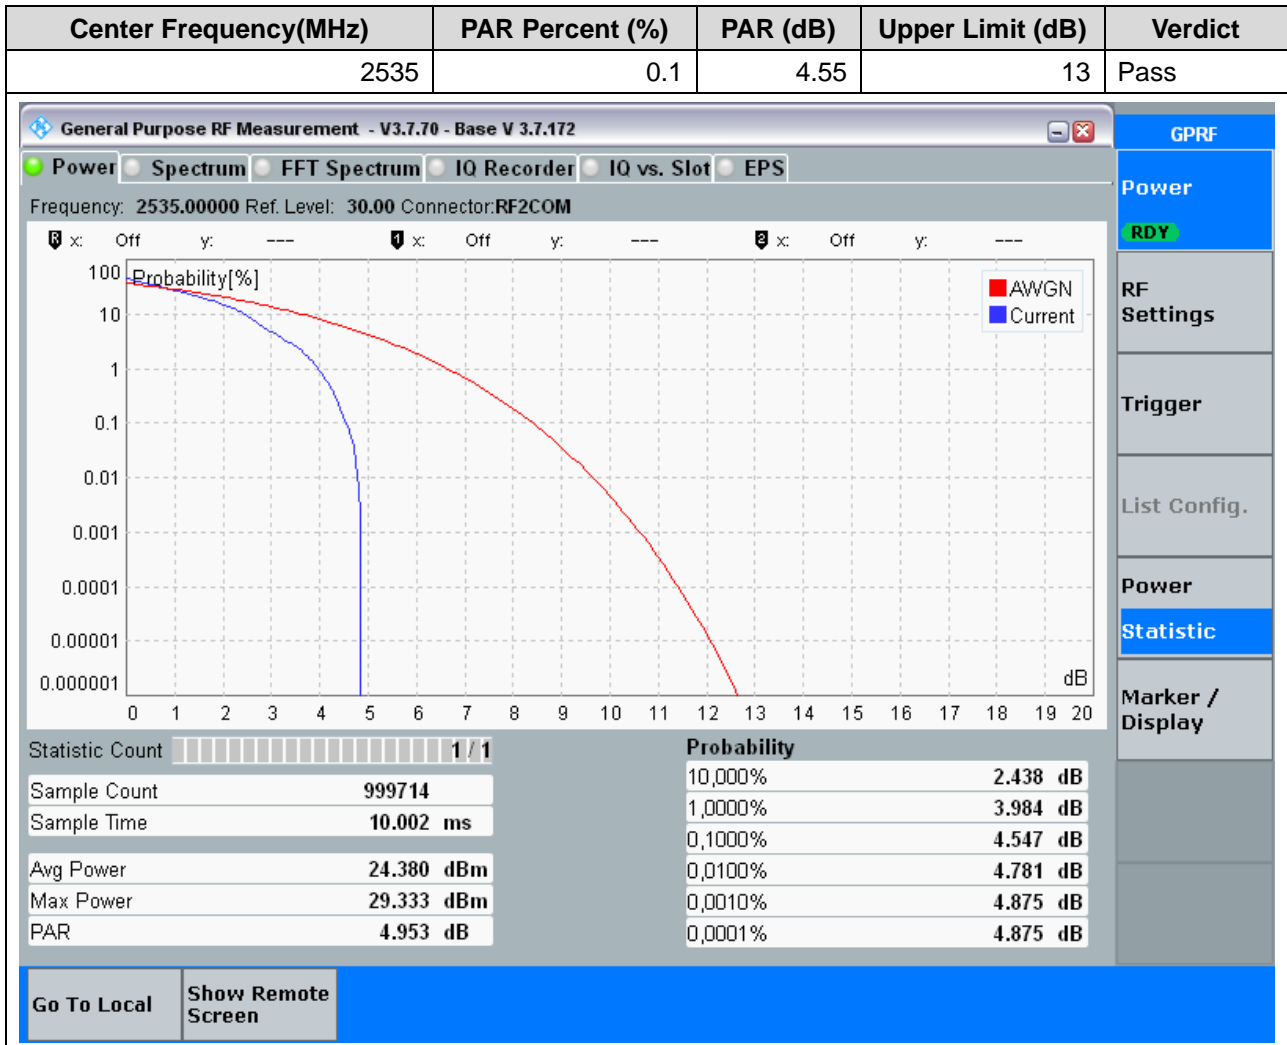 Center Frequency(MHz) PAR Percent (%) PAR (dB) Upper Limit (dB) Verdict
2535 0.1 4.55 13 Pass
General Purpose RF Measurement - V3.7.70 - Base V 3.7.172
GPRF
Power Spectrum FFT Spectrum IQ Recorder IQ vs. Slot EPS
Frequency: 2535.00000 Ref. Level: 30.00 Connector:RF2COM
Power
RDY
R x: Off y: --- 1 x: Off y: --- 2 x: Off y: ---
Probability[%]
100
10
1
0.1
0.01
0.001
0.0001
0.00001
0.000001
AWGN
Current
dB
0 1 2 3 4 5 6 7 8 9 10 11 12 13 14 15 16 17 18 19 20
RF
Settings
Trigger
List Config.
Power
Statistic
Marker /
Display
Statistic Count 1 / 1
Sample Count 999714
Sample Time 10.002 ms
Avg Power 24.380 dBm
Max Power 29.333 dBm
PAR 4.953 dB
Probability
10,000% 2.438 dB
1,0000% 3.984 dB
0,1000% 4.547 dB
0,0100% 4.781 dB
0,0010% 4.875 dB
0,0001% 4.875 dB
Go To Local
Show Remote
Screen